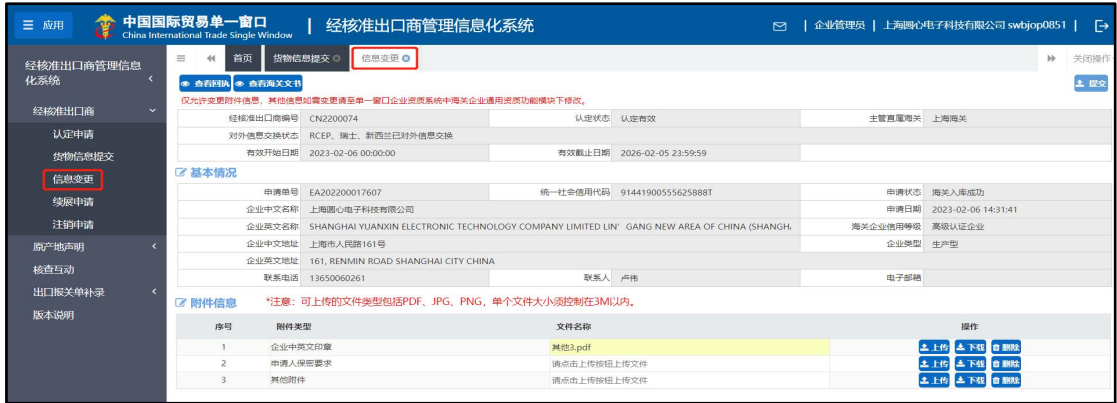 应用 中国国际贸易单一窗口 | 经核准出口商管理信息化系统 | 企业管理员 | 上海圆心电子科技有限公司 swbjop0851 |
China International Trade Single Window
经核准出口商管理信息化系统
经核准出口商
认定申请
货物信息提交
信息变更
续展申请
注销申请
原产地声明
核查互动
出口报关单补录
版本说明
首页 货物信息提交 信息变更 关闭操作
查看回执 查看海关文书 提交
仅允许变更附件信息，其他信息如需变更请至单一窗口企业资质系统中海关企业通用资质功能模块下修改。
经核准出口商编号 CN2200074 认定状态 认定有效 主管直属海关 上海海关
对外信息交换状态 RCEP、瑞士、新西兰已对外信息交换
有效开始日期 2023-02-06 00:00:00 有效截止日期 2026-02-05 23:59:59
基本情况
申请单号 EA202200017607 统一社会信用代码 91441900555625888T 申请状态 海关入库成功
企业中文名称 上海圆心电子科技有限公司 申请日期 2023-02-06 14:31:41
企业英文名称 SHANGHAI YUANXIN ELECTRONIC TECHNOLOGY COMPANY LIMITED LIN' GANG NEW AREA OF CHINA (SHANGH 海关企业信用等级 高级认证企业
企业中文地址 上海市人民路161号 企业类型 生产型
企业英文地址 161, RENMIN ROAD SHANGHAI CITY CHINA
联系电话 13650060261 联系人 卢伟 电子邮箱
附件信息 *注意：可上传的文件类型包括PDF、JPG、PNG，单个文件大小须控制在3M以内。
序号 附件类型 文件名称 操作
1 企业中英文印章 其他3.pdf 上传 下载 删除
2 申请人保密要求 请点击上传按钮上传文件 上传 下载 删除
3 其他附件 请点击上传按钮上传文件 上传 下载 删除